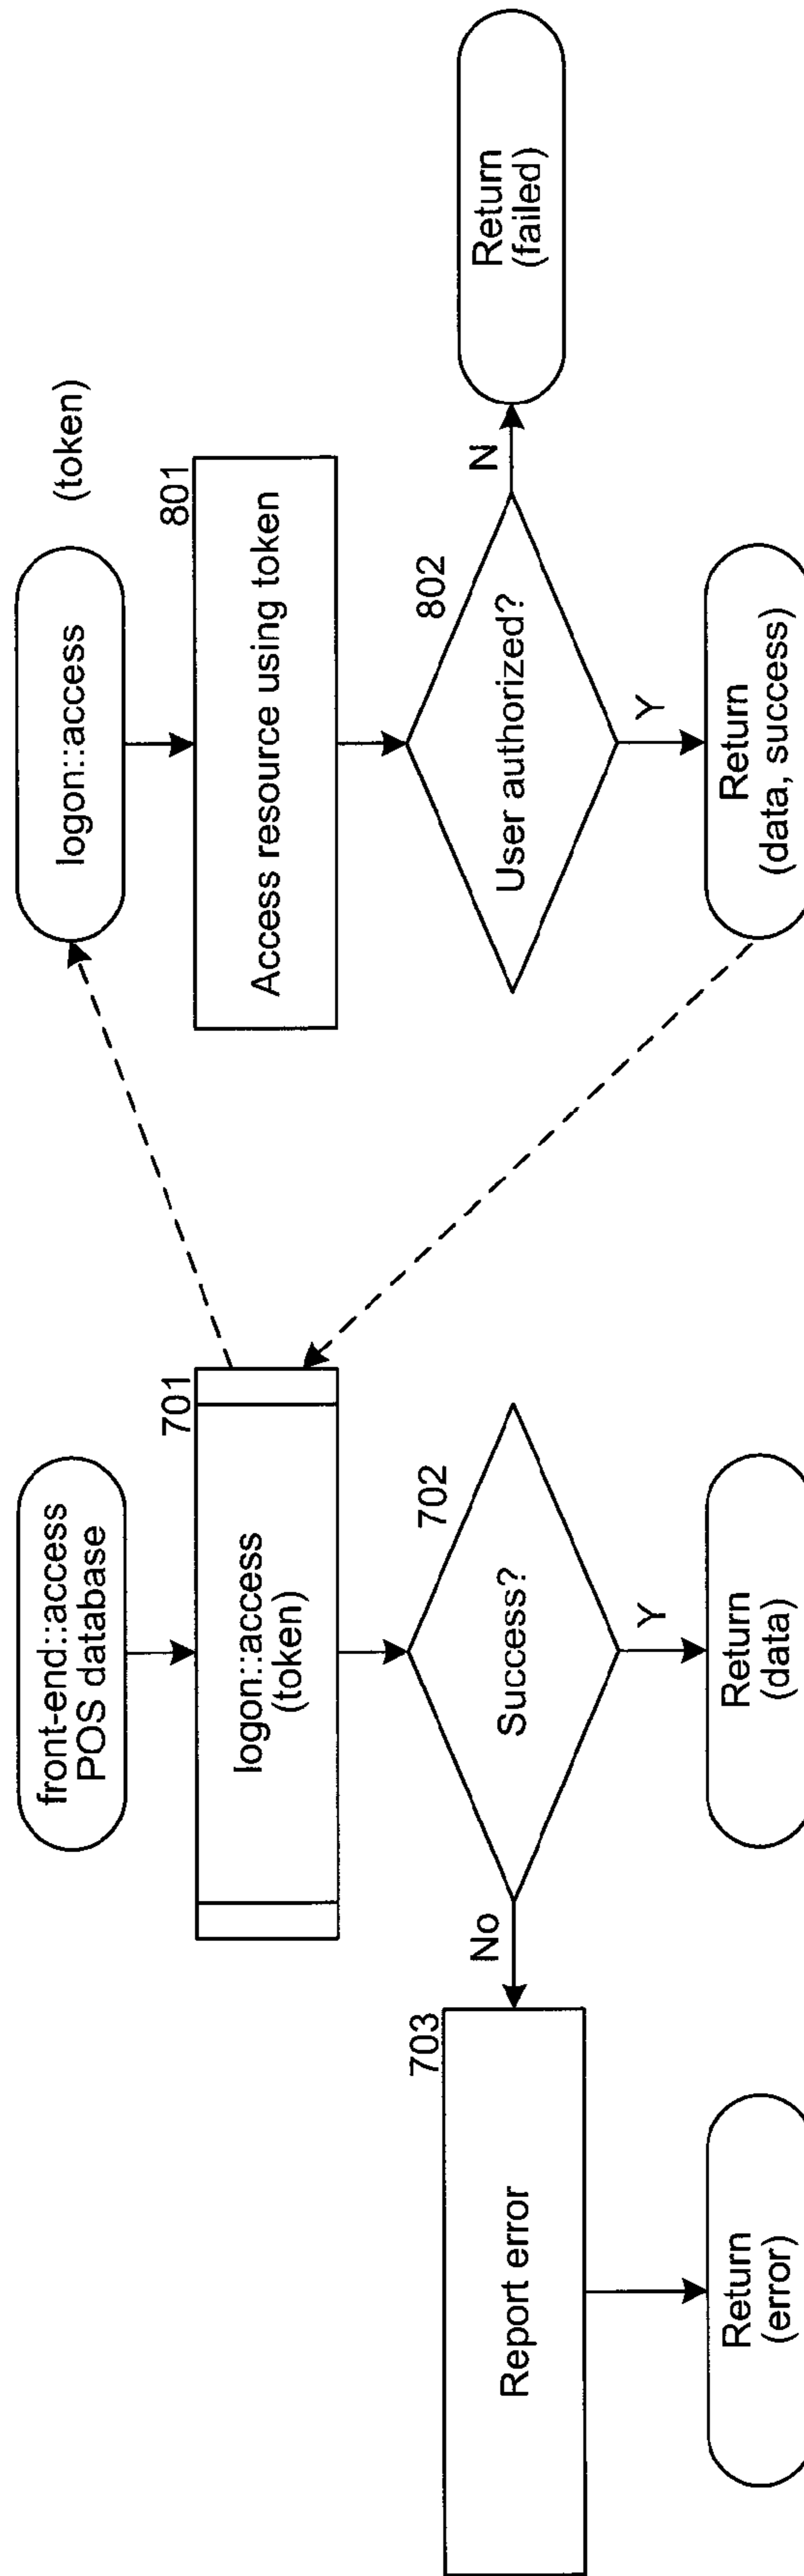 front-end::access
POS database
701
logon::access
(token)
702
Success?
No
Y
703
Report error
Return
(error)
Return
(data)
logon::access
(token)
801
Access resource using token
802
User authorized?
N
Y
Return
(failed)
Return
(data, success)